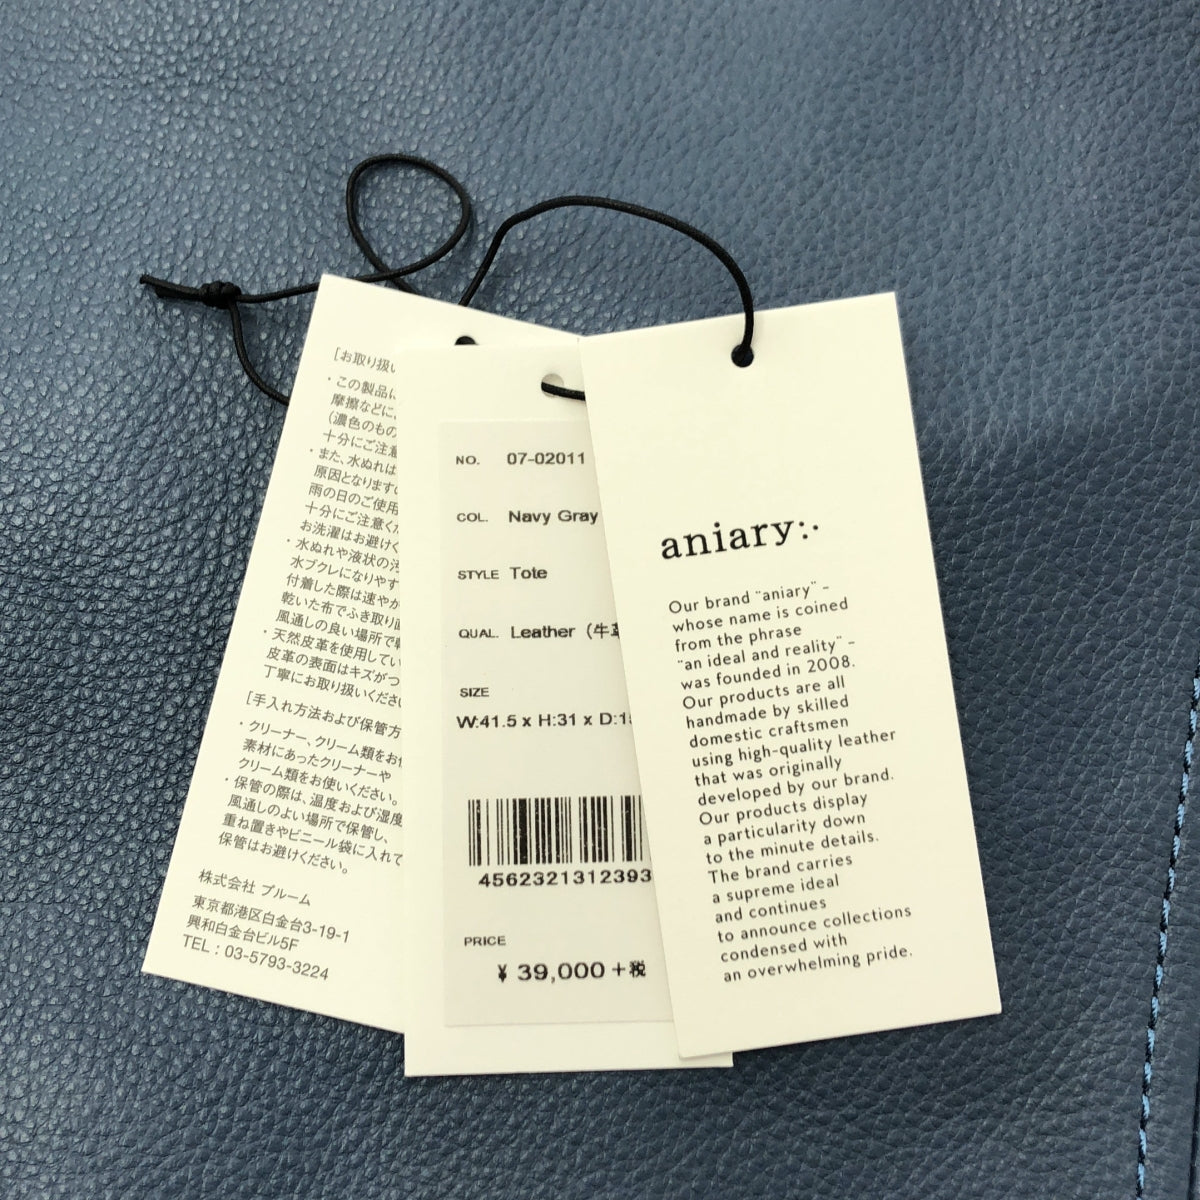 [お取り扱い
・この製品に
摩擦などに
(濃色のもの
十分にご注意
・また、水ぬれは
原因となりますの
雨の日のご使用
十分にご注意くだ
お洗濯はお避けく
・水ぬれや液状の汚
水ブクレになりやす
付着した際は速やか
乾いた布でふき取り
風通しの良い場所で
・天然皮革を使用してい
皮革の表面はキズがつ
丁寧にお取り扱いくださ
[手入れ方法および保管方
・クリーナー、クリーム類をお
素材にあったクリーナーや
クリーム類をお使いください。
・保管の際は、温度および湿度
風通しのよい場所で保管し、
重ね置きやビニール袋に入れて
保管はお避けください。
株式会社 ブルーム
東京都港区白金台3-19-1
興和白金台ビル5F
TEL : 03-5793-3224
NO. 07-02011
COL. Navy Gray
STYLE Tote
QUAL. Leather (牛革
SIZE
W:41.5 x H:31 x D:1
4562321312393
PRICE
¥ 39,000 +税
aniary:.
Our brand "aniary" –
whose name is coined
from the phrase
"an ideal and reality" –
was founded in 2008.
Our products are all
handmade by skilled
domestic craftsmen
using high-quality leather
that was originally
developed by our brand.
Our products display
a particularity down
to the minute details.
The brand carries
a supreme ideal
and continues
to announce collections
condensed with
an overwhelming pride.